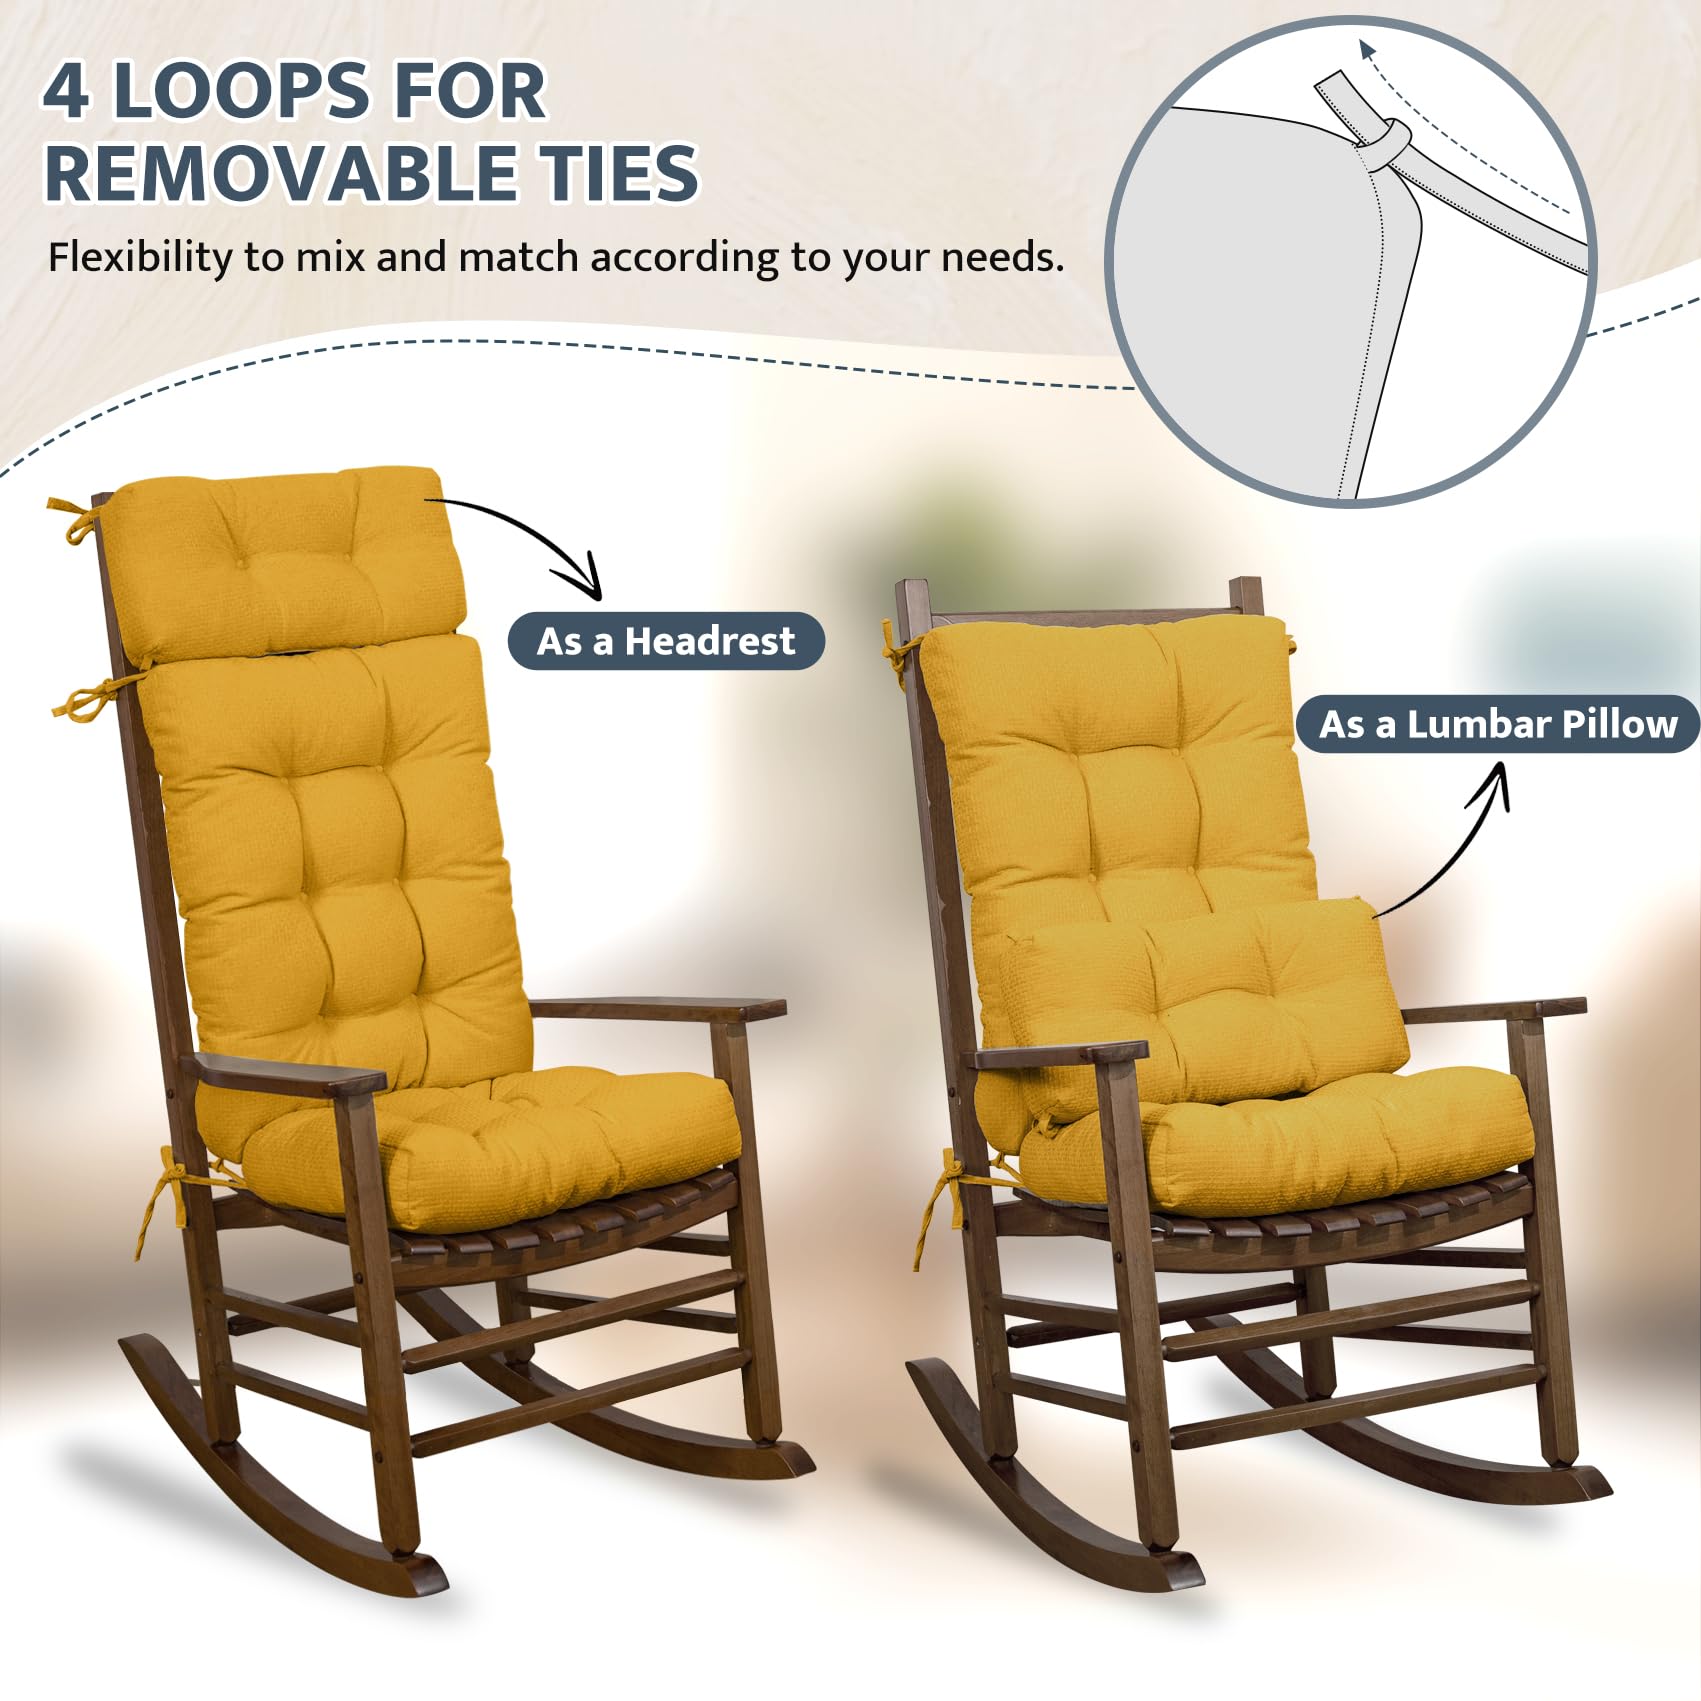 4 LOOPS FOR
REMOVABLE TIES
Flexibility to mix and match according to your needs.
As a Headrest
As a Lumbar Pillow